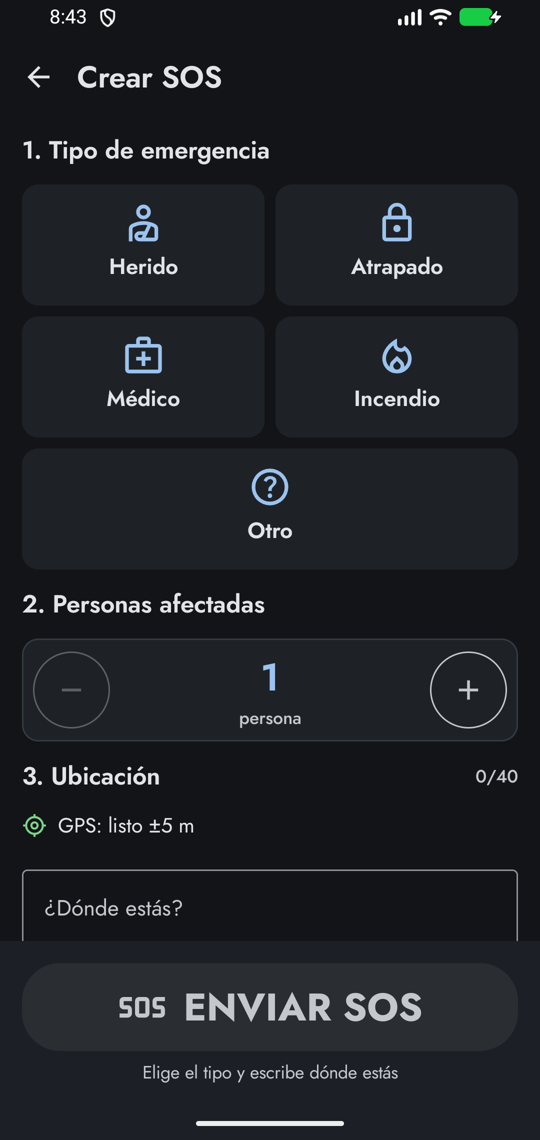 8:43
Crear SOS
1. Tipo de emergencia
Herido
Atrapado
Médico
Incendio
Otro
2. Personas afectadas
1
persona
3. Ubicación
0/40
GPS: listo ±5 m
¿Dónde estás?
SOS ENVIAR SOS
Elige el tipo y escribe dónde estás